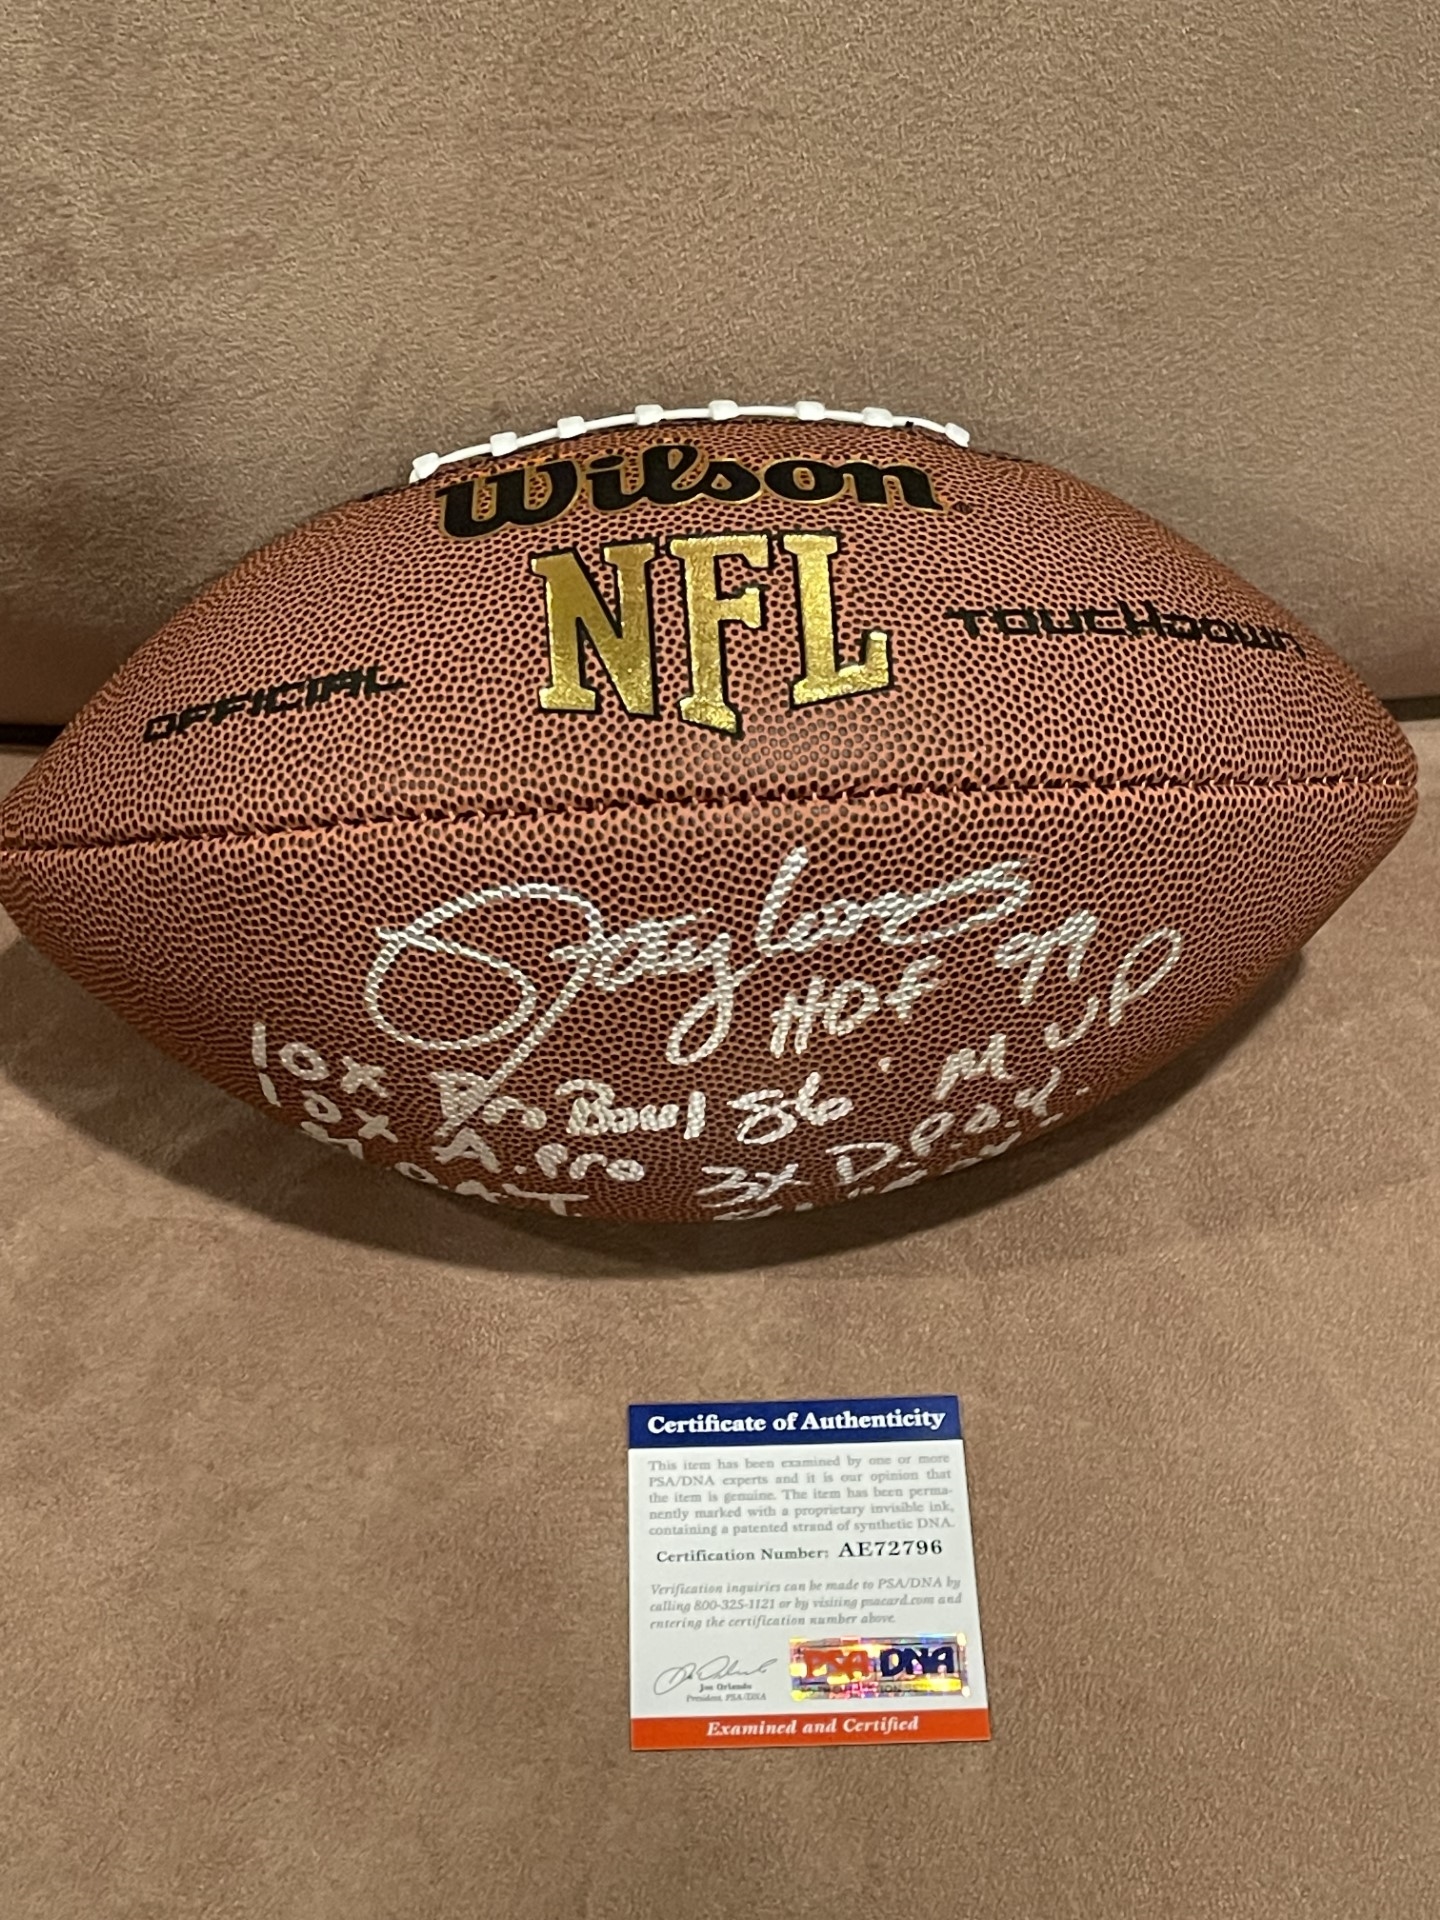 Wilson
NFL
OFFICIAL
TOUCHDOWN
Taylor
HOF 99
10x Pro Bowl 86' MVP
10x A. Pro 3x D.P.O.Y.
Certificate of Authenticity
This item has been examined by one or more
PSA/DNA experts and it is our opinion that
the item is genuine. The item has been perma-
nently marked with a proprietary invisible ink,
containing a patented strand of synthetic DNA.
Certification Number: AE72796
Verification inquiries can be made to PSA/DNA by
calling 800-325-1121 or by visiting psacard.com and
entering the certification number above.
Joe Orlando
President, PSA/DNA
PSA DNA
Examined and Certified